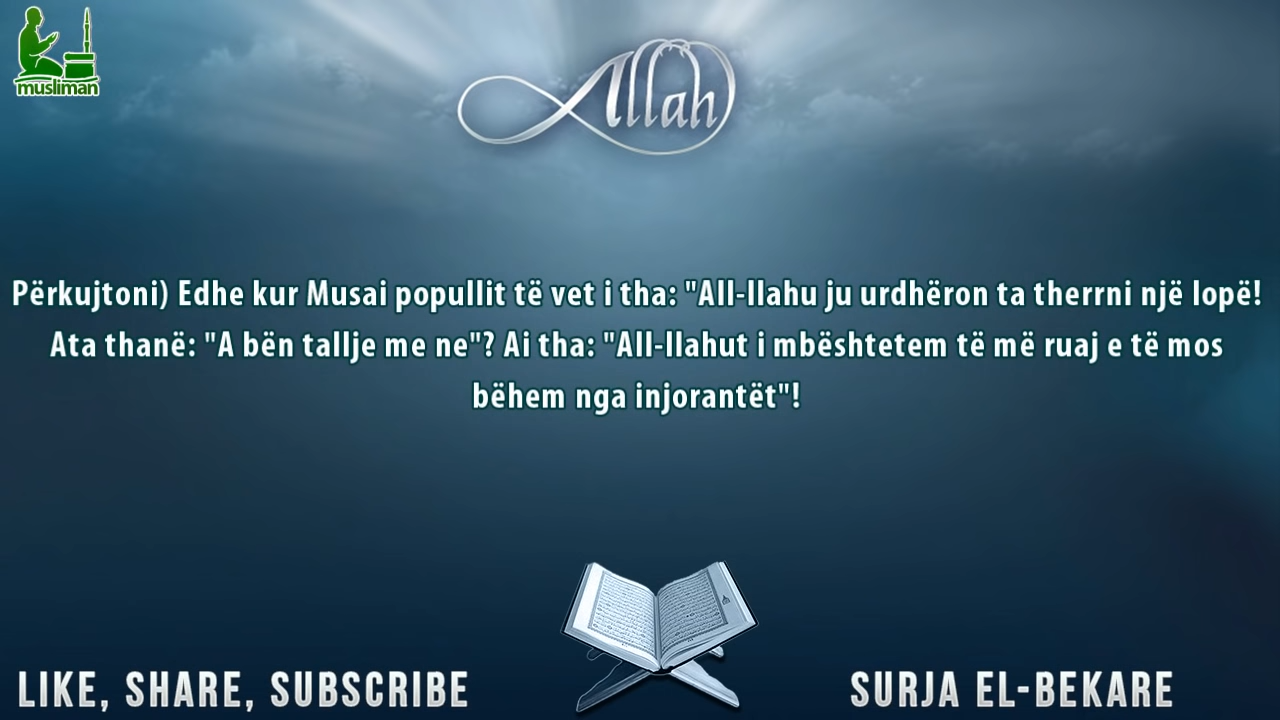 musliman
Allah
Përkujtoni) Edhe kur Musai popullit të vet i tha: "All-llahu ju urdhëron ta therrni një lopë!
Ata thanë: "A bën tallje me ne"? Ai tha: "All-llahut i mbështetem të më ruaj e të mos
bëhem nga injorantët"!
LIKE, SHARE, SUBSCRIBE
SURJA EL-BEKARE